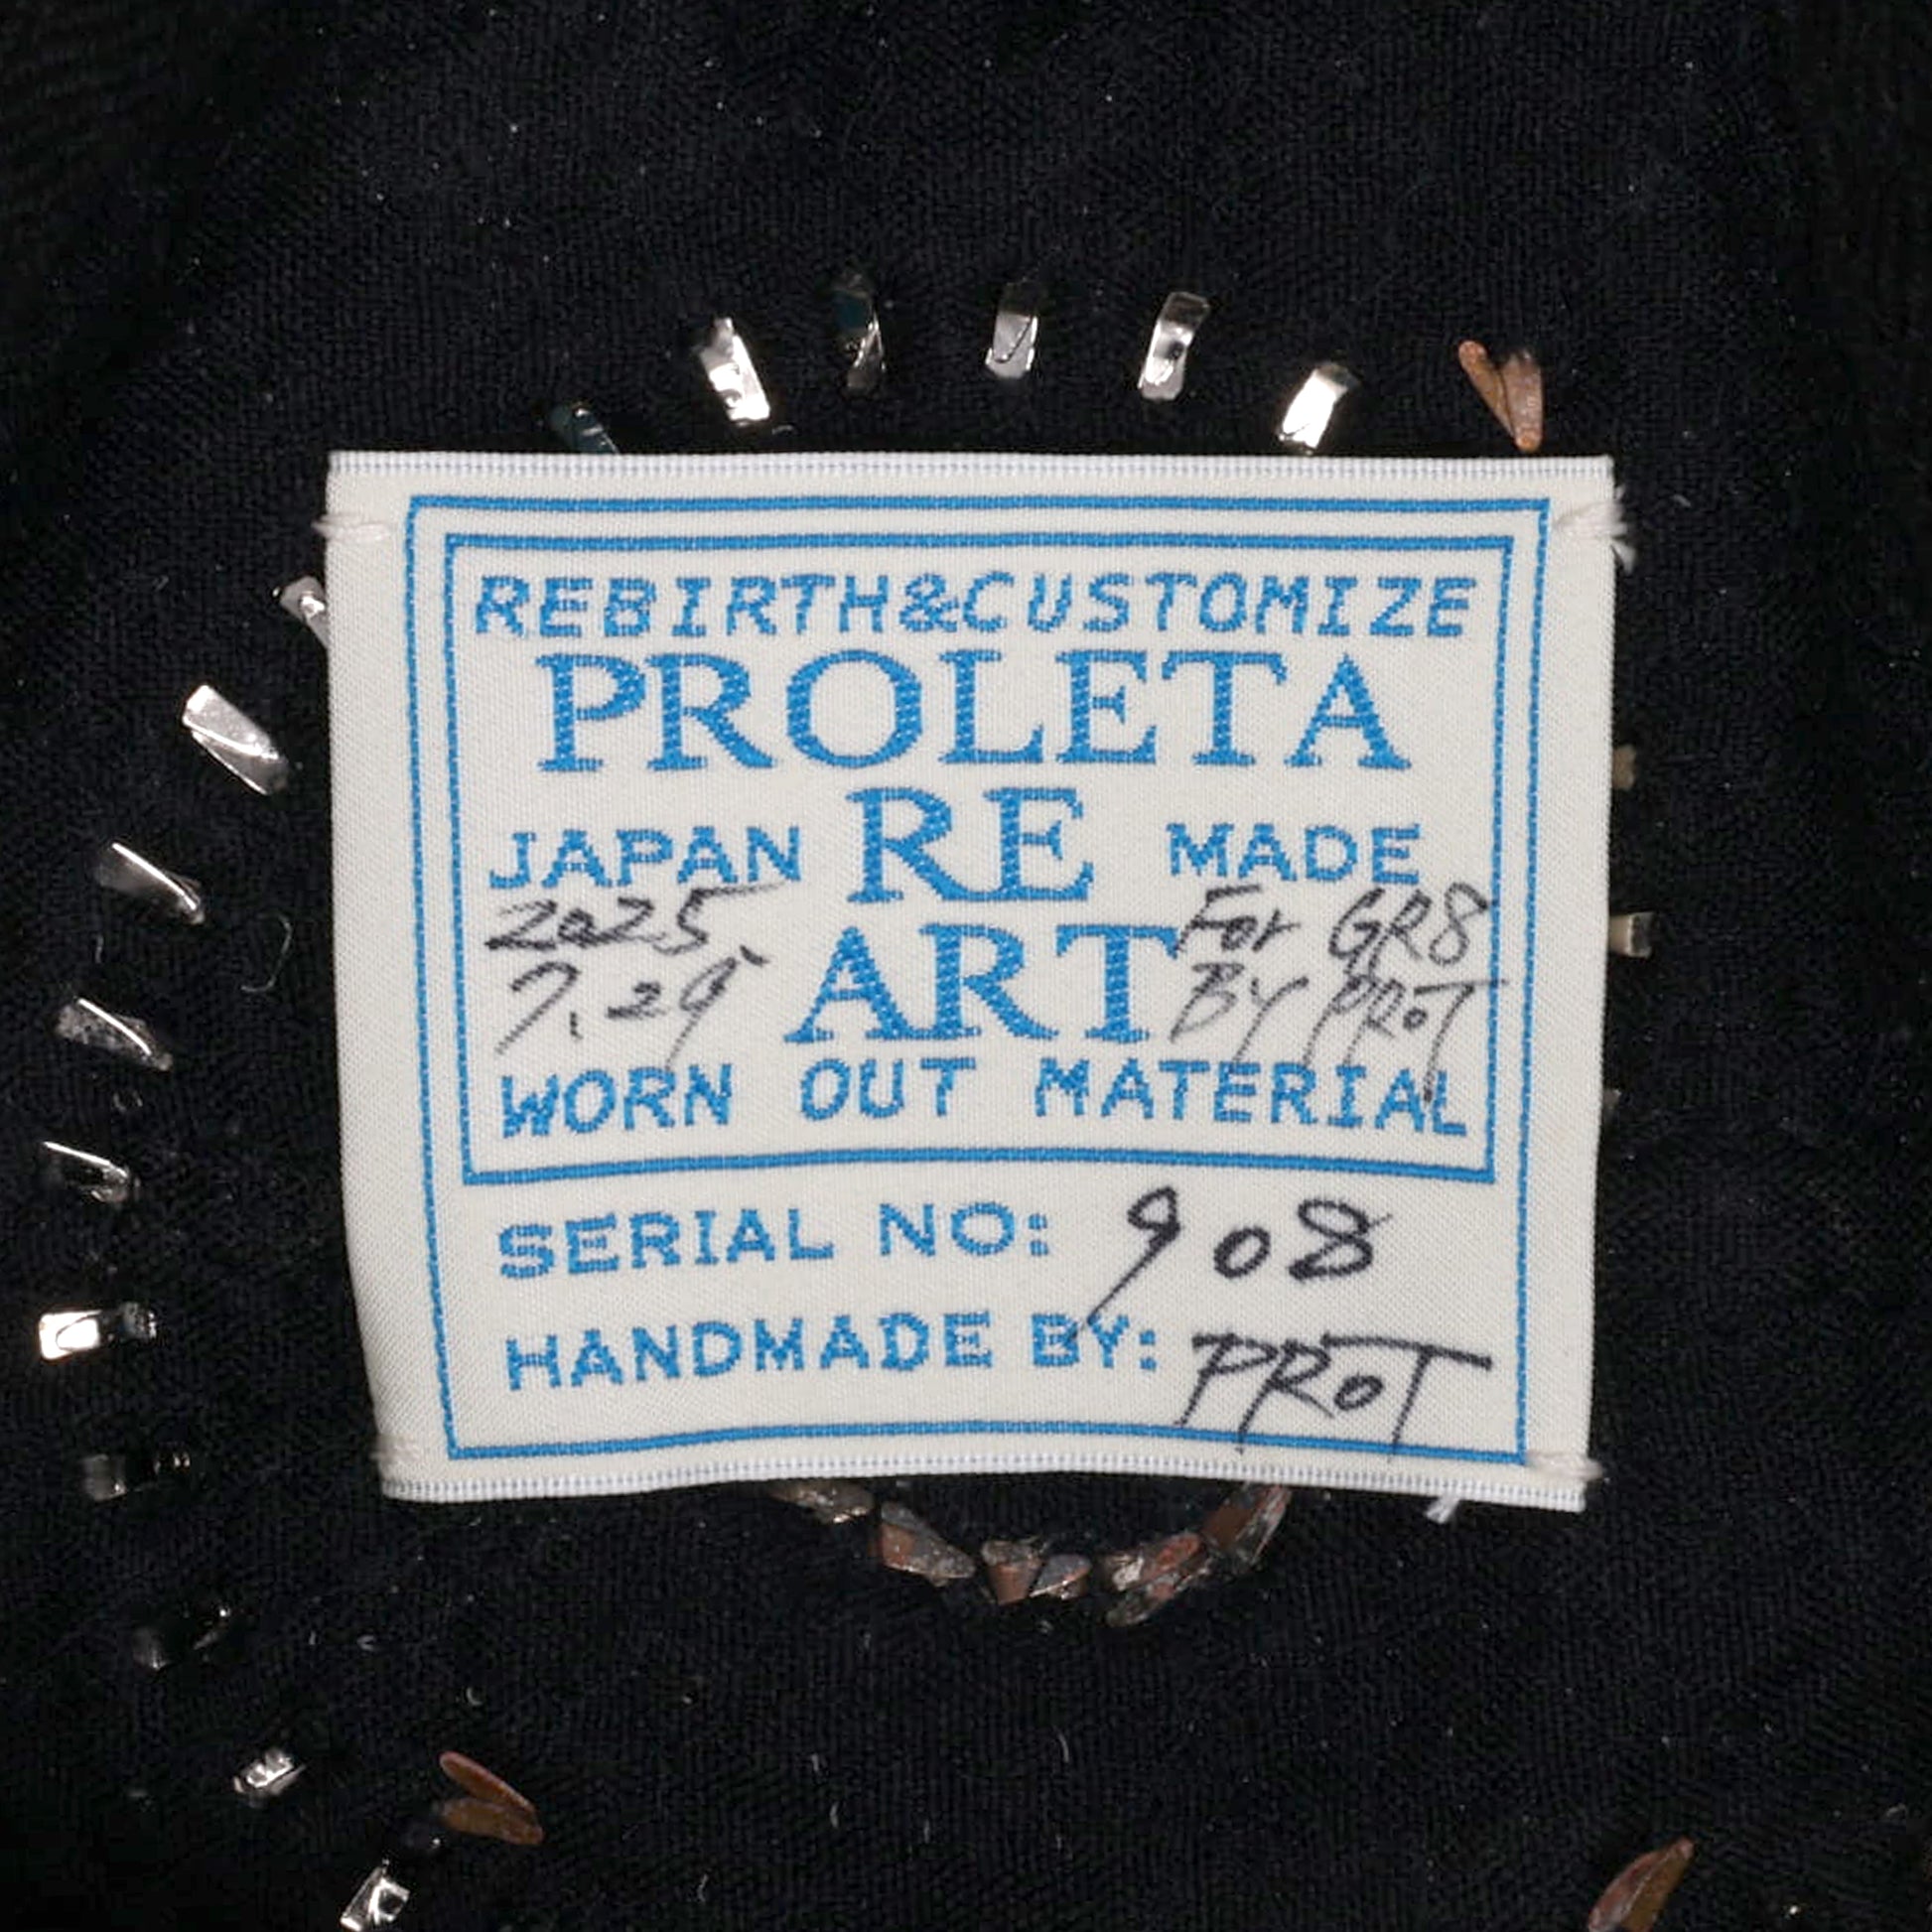 REBIRTH&CUSTOMIZE
PROLETA
JAPAN RE MADE
2025. For GR8
7.29 ART By PRoT
WORN OUT MATERIAL
SERIAL NO: 908
HANDMADE BY: PRoT